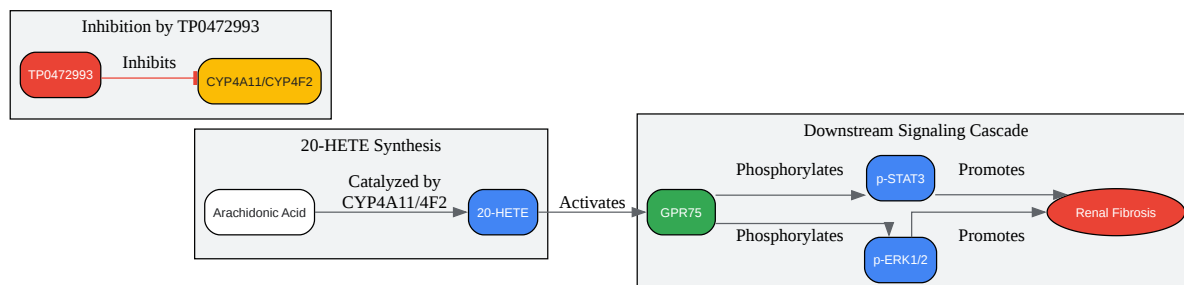 Inhibition by TP0472993
TP0472993
Inhibits
CYP4A11/CYP4F2
20-HETE Synthesis
Arachidonic Acid
Catalyzed by
CYP4A11/4F2
20-HETE
Activates
Downstream Signaling Cascade
GPR75
Phosphorylates
p-STAT3
Promotes
Phosphorylates
p-ERK1/2
Promotes
Renal Fibrosis